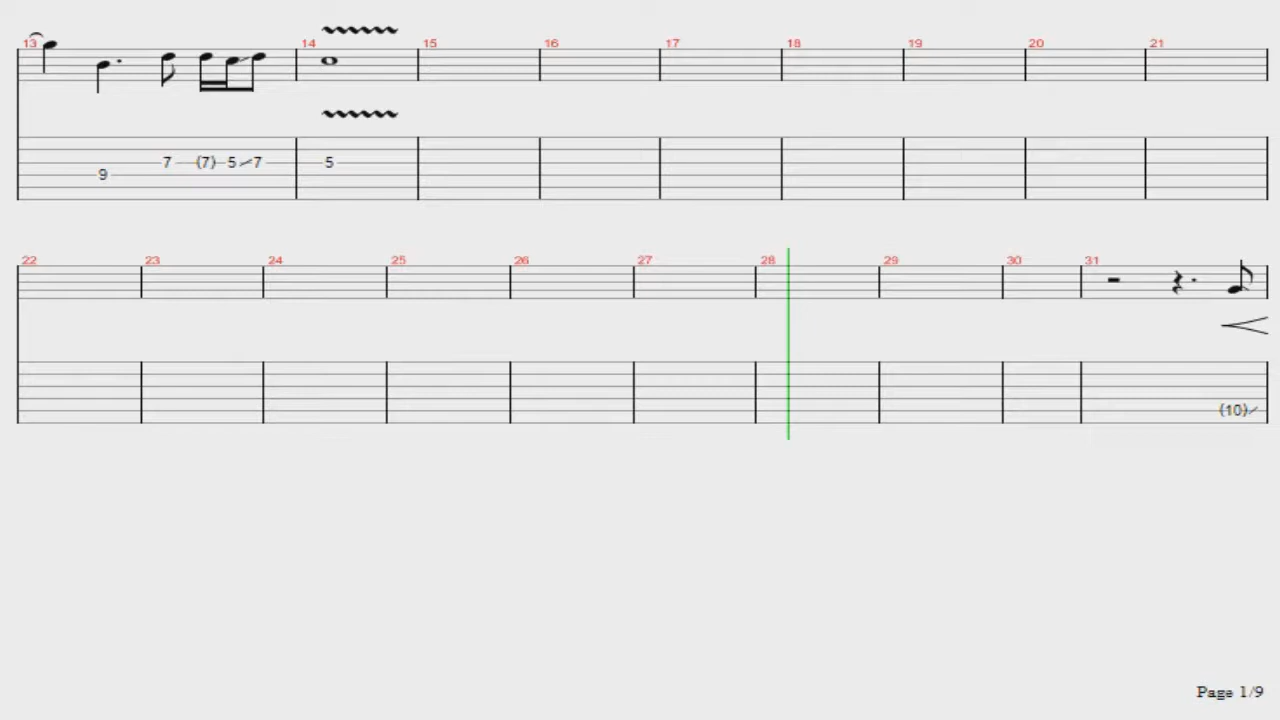 13 14 15 16 17 18 19 20 21
7 (7) 5 7 5
9
22 23 24 25 26 27 28 29 30 31
(10)
Page 1/9